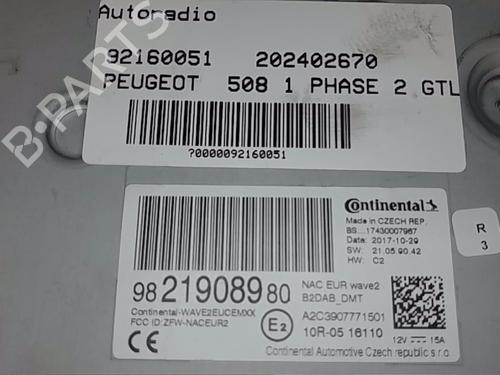 Autoradio
92160051 202402670
PEUGEOT 508 1 PHASE 2 GTL
?0000092160051
B-PARTS
Continental
Made in CZECH REP.
BS...17430007967
Date: 2017-10-29
SW: 21.05.90.42
HW: C2
R
3
98 219089 80
NAC EUR wave2
B2DAB_DMT
Continental-WAVE2EUCEMXX
FCC ID:ZFW-NACEUR2
A2C3907771501
10R-05 16110
CE
E2
12V 15A
Continental Automotive Czech republic s.r.o.